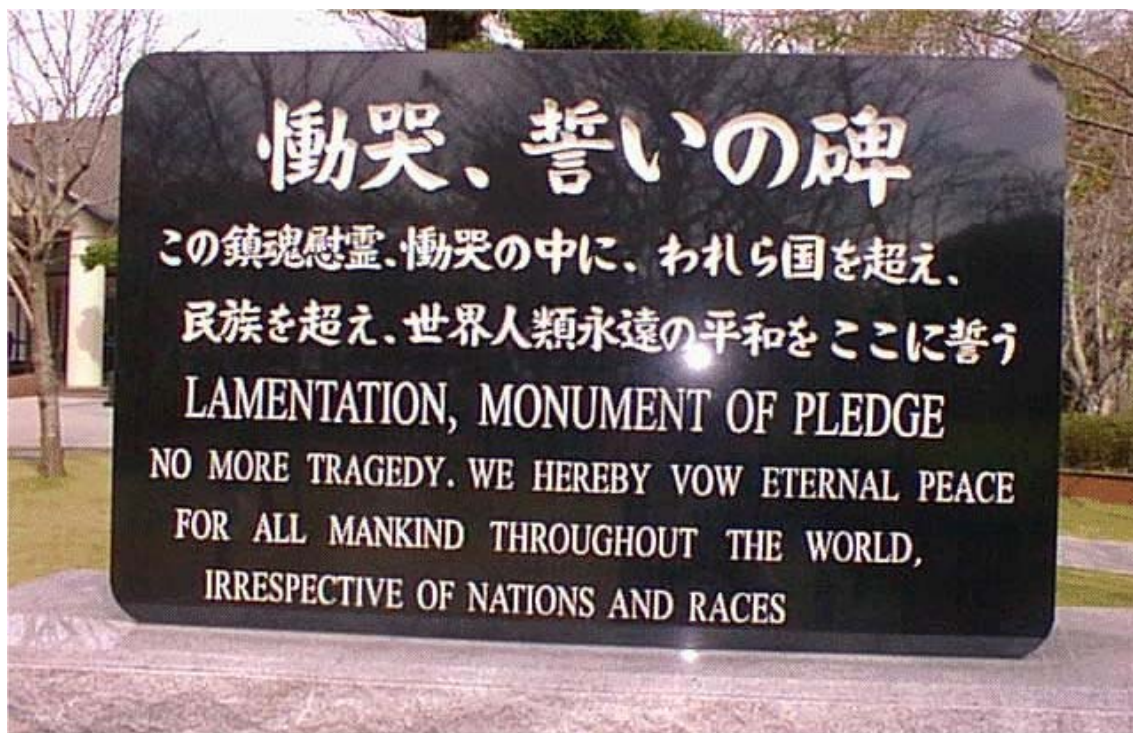 慟哭、誓いの碑
この鎮魂慰霊、慟哭の中に、われら国を超え、
民族を超え、世界人類永遠の平和をここに誓う
LAMENTATION, MONUMENT OF PLEDGE
NO MORE TRAGEDY. WE HEREBY VOW ETERNAL PEACE
FOR ALL MANKIND THROUGHOUT THE WORLD,
IRRESPECTIVE OF NATIONS AND RACES